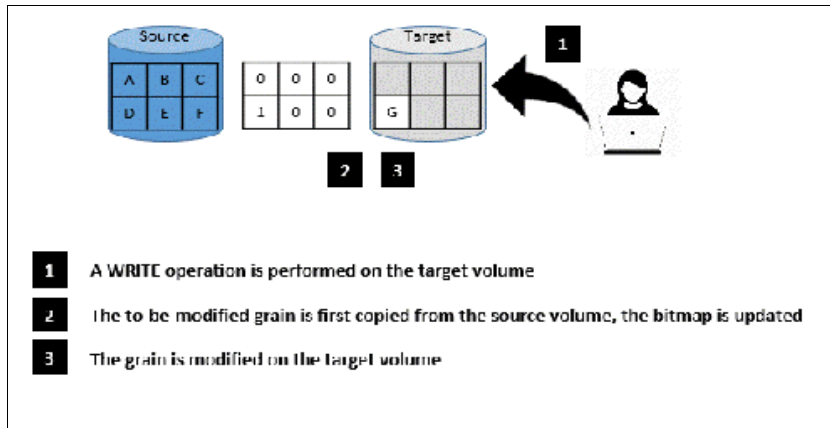 Source
Target
1
A B C
0 0 0
D E F
1 0 0
G
2 3
1 A WRITE operation is performed on the target volume
2 The to be modified grain is first copied from the source volume, the bitmap is updated
3 The grain is modified on the target volume